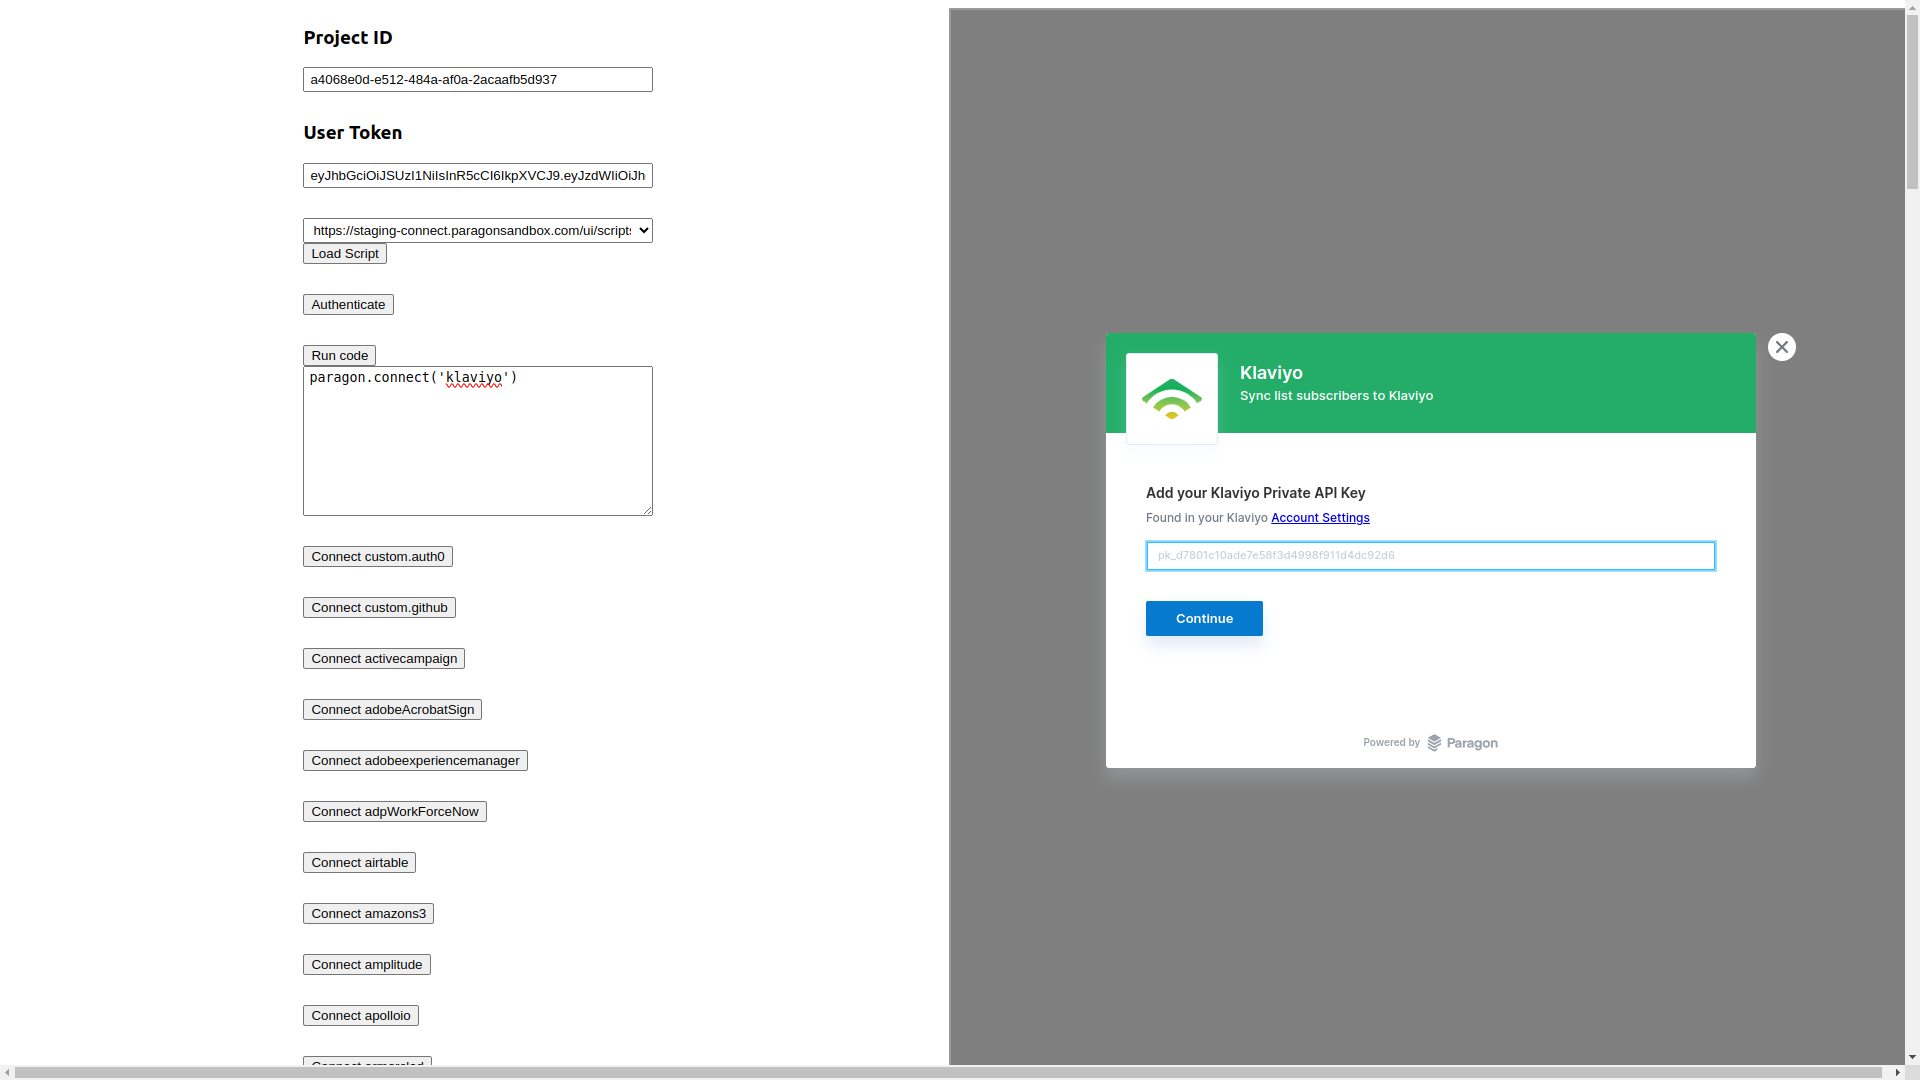 Project ID
a4068e0d-e512-484a-af0a-2acaafb5d937
User Token
eyJhbGciOiJSUzI1NiIsInR5cCI6IkpXVCJ9.eyJzdWIiOiJh
https://staging-connect.paragonsandbox.com/ui/scripts
Load Script
Authenticate
Run code
paragon.connect('klaviyo')
Connect custom.auth0
Connect custom.github
Connect activecampaign
Connect adobeAcrobatSign
Connect adobeexperiencemanager
Connect adpWorkForceNow
Connect airtable
Connect amazons3
Connect amplitude
Connect apolloio
Klaviyo
Sync list subscribers to Klaviyo
Add your Klaviyo Private API Key
Found in your Klaviyo Account Settings
pk_d7801c10ade7e58f3d4998f911d4dc92d6
Continue
Powered by Paragon